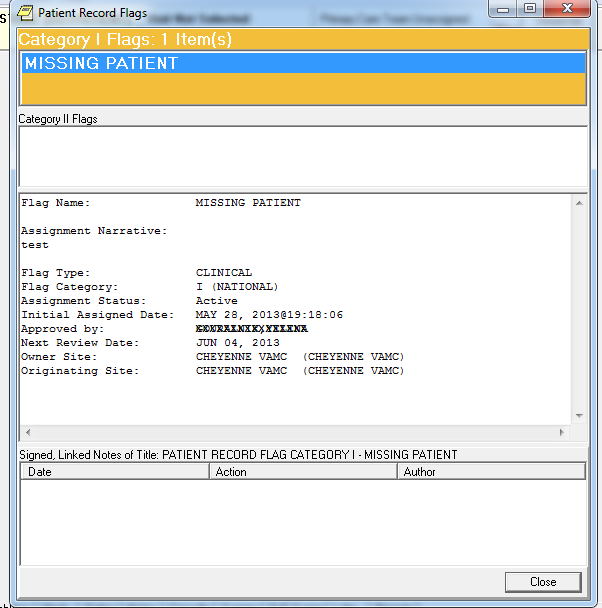 Patient Record Flags
Category I Flags: 1 Item(s)
MISSING PATIENT
Category II Flags
Flag Name: MISSING PATIENT
Assignment Narrative:
test
Flag Type: CLINICAL
Flag Category: I (NATIONAL)
Assignment Status: Active
Initial Assigned Date: MAY 28, 2013@19:18:06
Approved by:
Next Review Date: JUN 04, 2013
Owner Site: CHEYENNE VAMC (CHEYENNE VAMC)
Originating Site: CHEYENNE VAMC (CHEYENNE VAMC)
Signed, Linked Notes of Title: PATIENT RECORD FLAG CATEGORY I - MISSING PATIENT
Date Action Author
Close